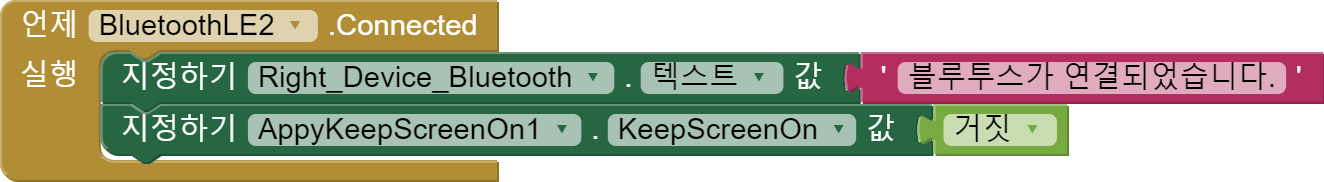 언제 BluetoothLE2 .Connected
실행 지정하기 Right_Device_Bluetooth . 텍스트 값 ' 블루투스가 연결되었습니다. '
지정하기 AppyKeepScreenOn1 . KeepScreenOn 값 거짓